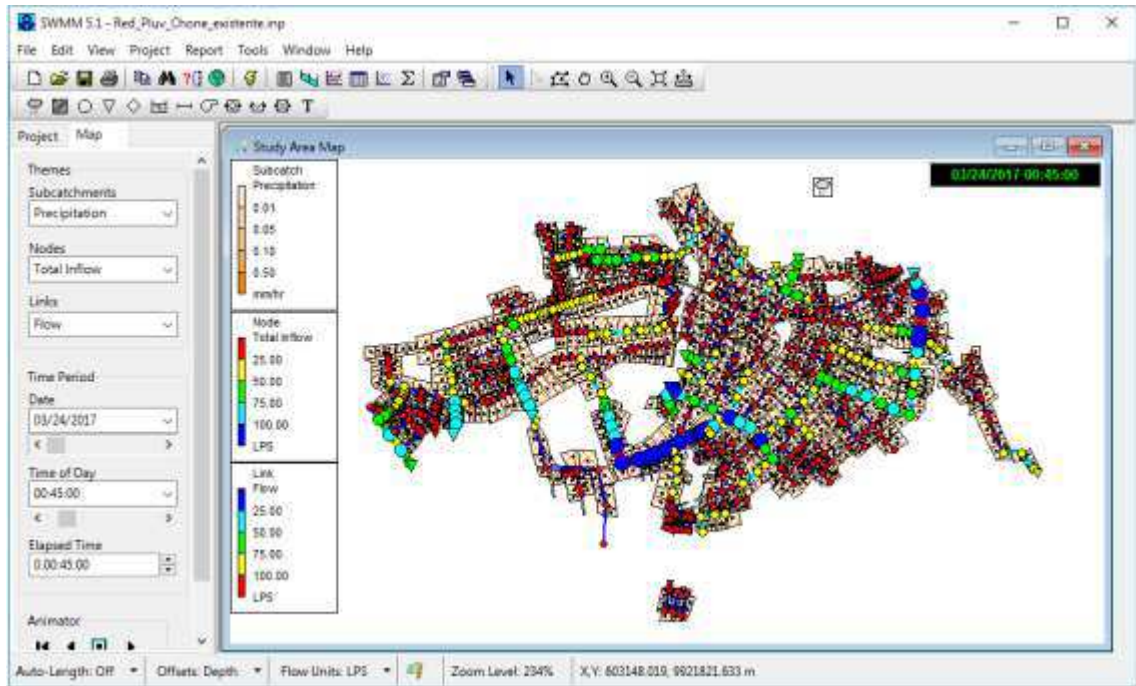 SWMM 5.1 - Red_Pluv_Chone_existente.inp
File Edit View Project Report Tools Window Help
T
Project Map
Themes
Subcatchments
Precipitation
Nodes
Total Inflow
Links
Flow
Time Period
Date
03/24/2017
Time of Day
00:45:00
Elapsed Time
0.00:45:00
Animator
Study Area Map
03/24/2017 00:45:00
Subcatch
Precipitation
0.01
0.05
0.10
0.50
mm/hr
Node
Total Inflow
25.00
50.00
75.00
100.00
LPS
Link
Flow
25.00
50.00
75.00
100.00
LPS
Auto-Length: Off Offsets: Depth Flow Units: LPS Zoom Level: 234% X,Y: 603148.019, 9921821.633 m